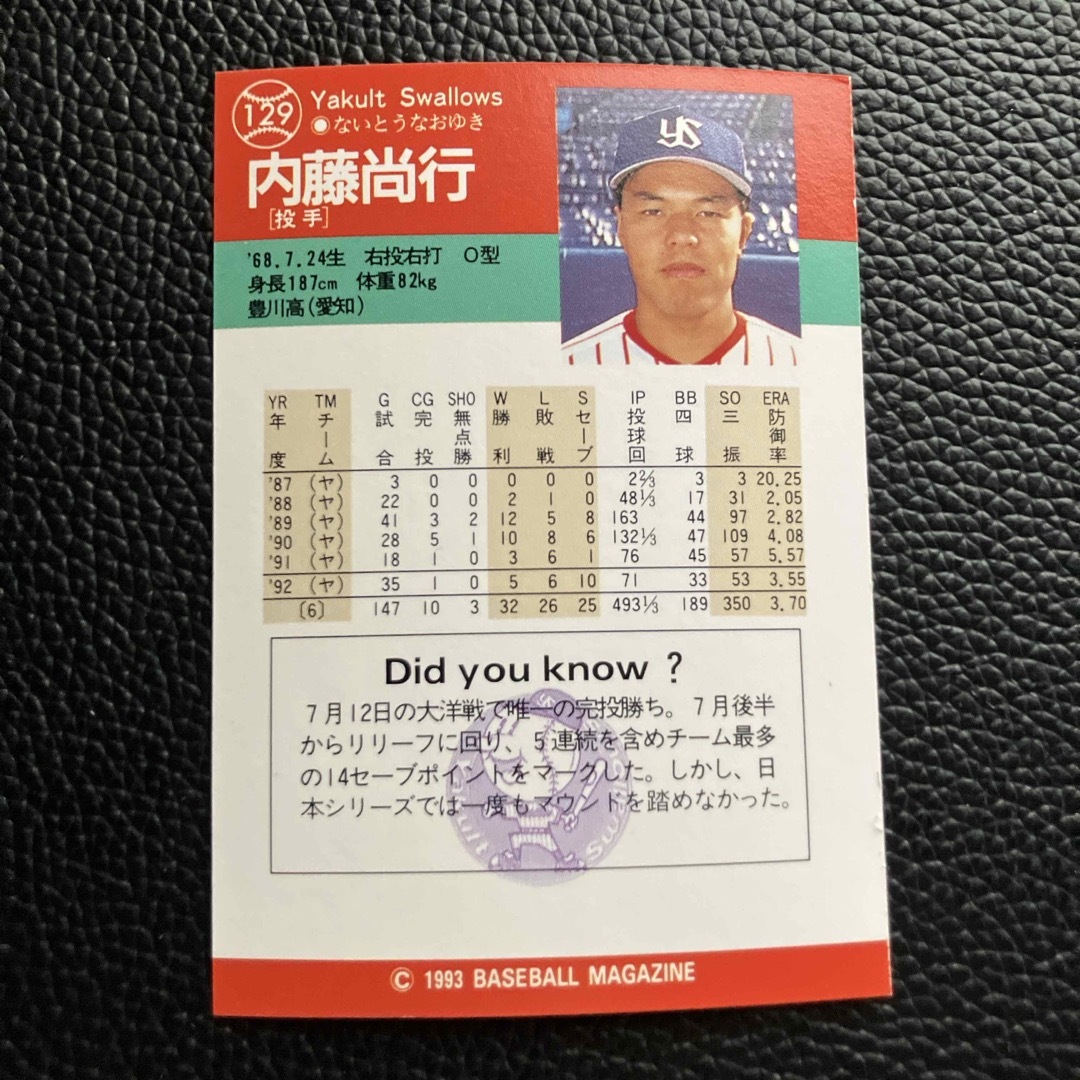 129
Yakult Swallows
●ないとうなおゆき
内藤尚行
[投手]
YS
'68.7.24生 右投右打 O型
身長187cm 体重82kg
豊川高(愛知)
YR TM G CG SHO W L S IP BB SO ERA
年度 チーム 試合 完投 無点勝 勝利 敗戦 セーブ 投球回 四球 三振 防御率
'87 (ヤ) 3 0 0 0 0 0 2⅔ 3 3 20.25
'88 (ヤ) 22 0 0 2 1 0 48⅓ 17 31 2.05
'89 (ヤ) 41 3 2 12 5 8 163 44 97 2.82
'90 (ヤ) 28 5 1 10 8 6 132⅓ 47 109 4.08
'91 (ヤ) 18 1 0 3 6 1 76 45 57 5.57
'92 (ヤ) 35 1 0 5 6 10 71 33 53 3.55
〔6〕 147 10 3 32 26 25 493⅓ 189 350 3.70
Did you know ?
7月12日の大洋戦で唯一の完投勝ち。7月後半
からリリーフに回り、5連続を含めチーム最多
の14セーブポイントをマークした。しかし、日
本シリーズでは一度もマウンドを踏めなかった。
© 1993 BASEBALL MAGAZINE